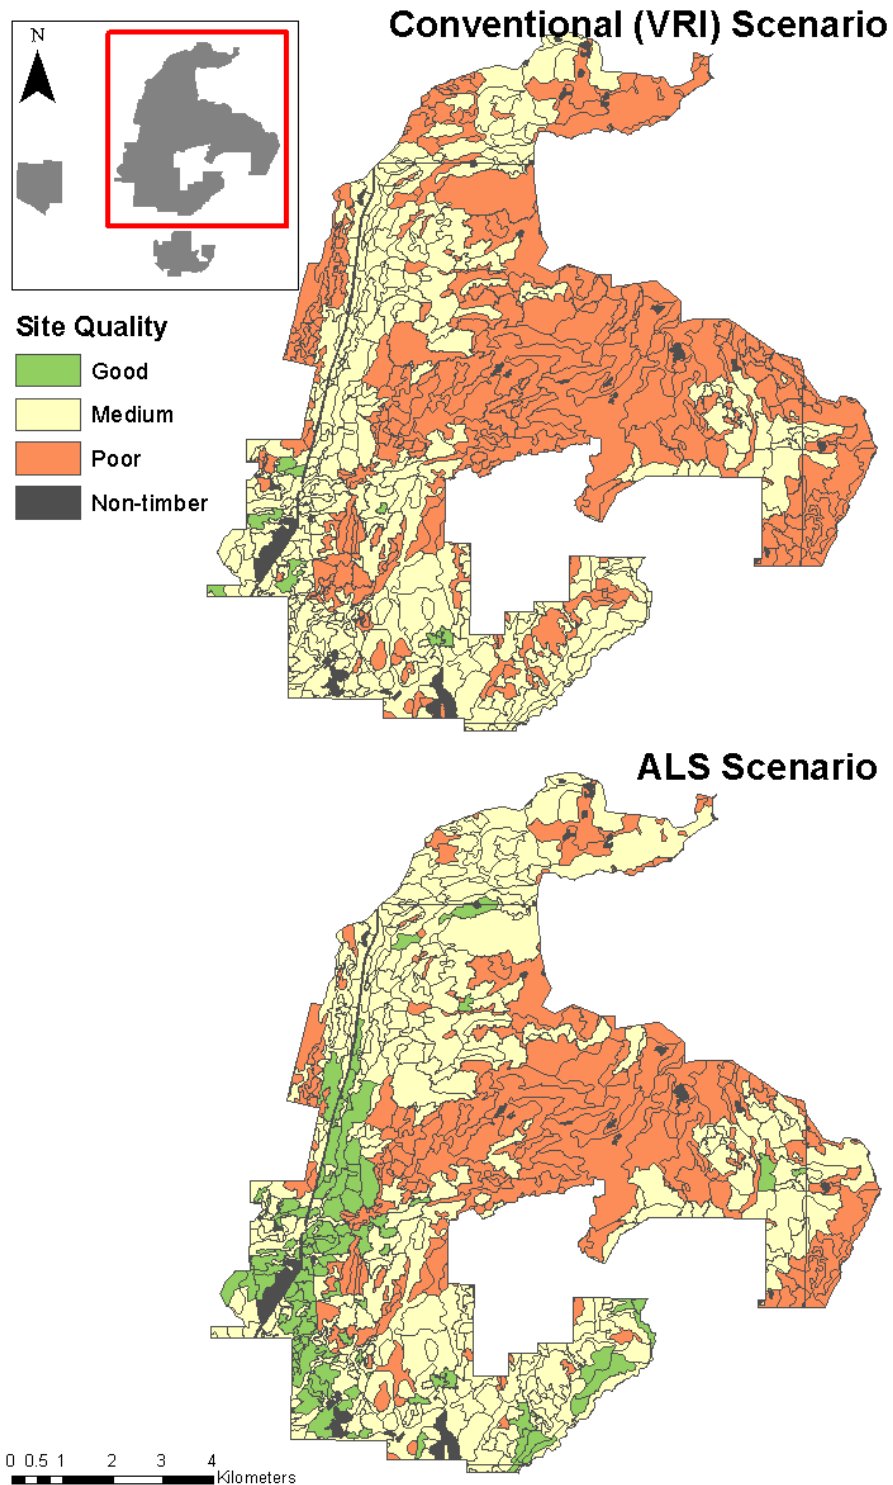 Conventional (VRI) Scenario
N
Site Quality
Good
Medium
Poor
Non-timber
ALS Scenario
0 0.5 1 2 3 4
Kilometers